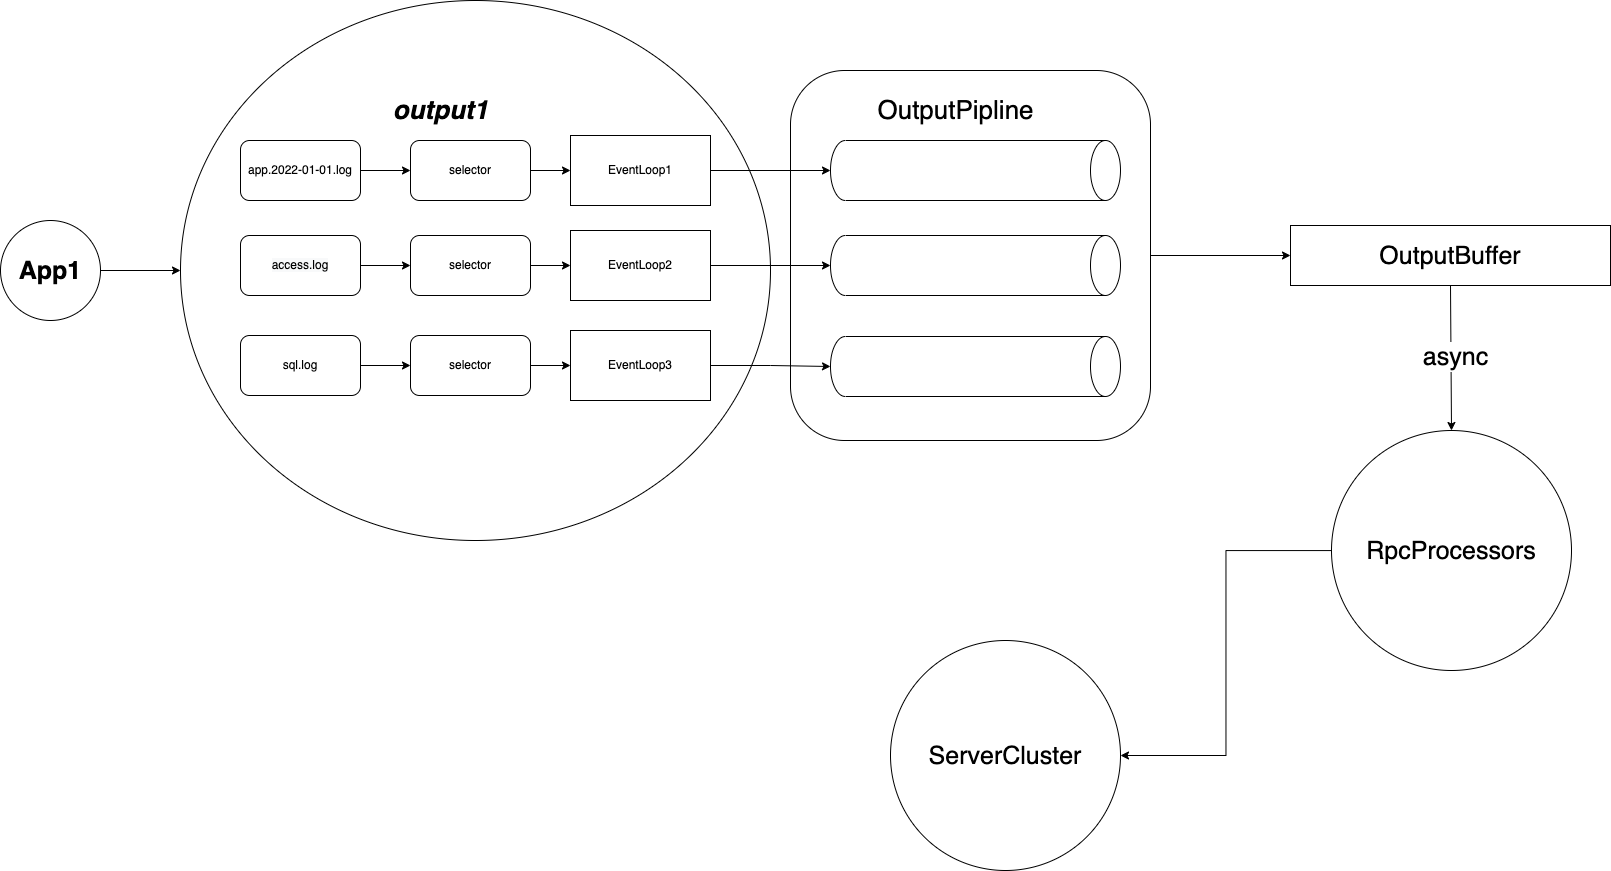 App1
output1
app.2022-01-01.log
selector
EventLoop1
access.log
selector
EventLoop2
sql.log
selector
EventLoop3
OutputPipline
OutputBuffer
async
RpcProcessors
ServerCluster